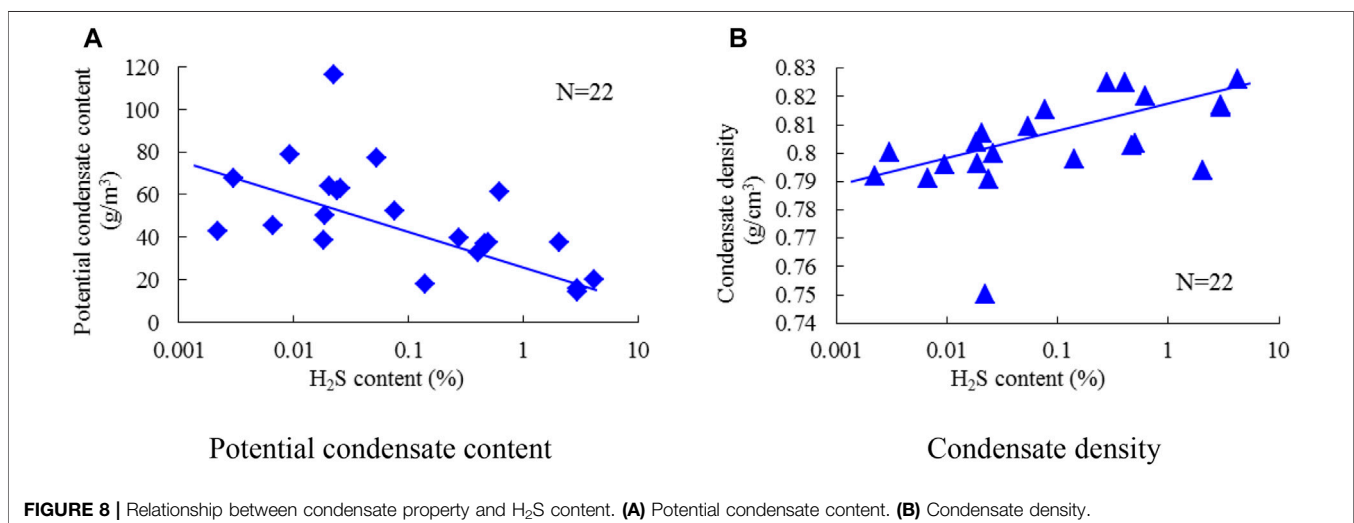 A
Potential condensate content
(g/m³)
120
100
80
60
40
20
0
N=22
0.001 0.01 0.1 1 10
H₂S content (%)
Potential condensate content
B
Condensate density
(g/cm³)
0.83
0.82
0.81
0.8
0.79
0.78
0.77
0.76
0.75
0.74
N=22
0.001 0.01 0.1 1 10
H₂S content (%)
Condensate density
FIGURE 8 | Relationship between condensate property and H₂S content. (A) Potential condensate content. (B) Condensate density.